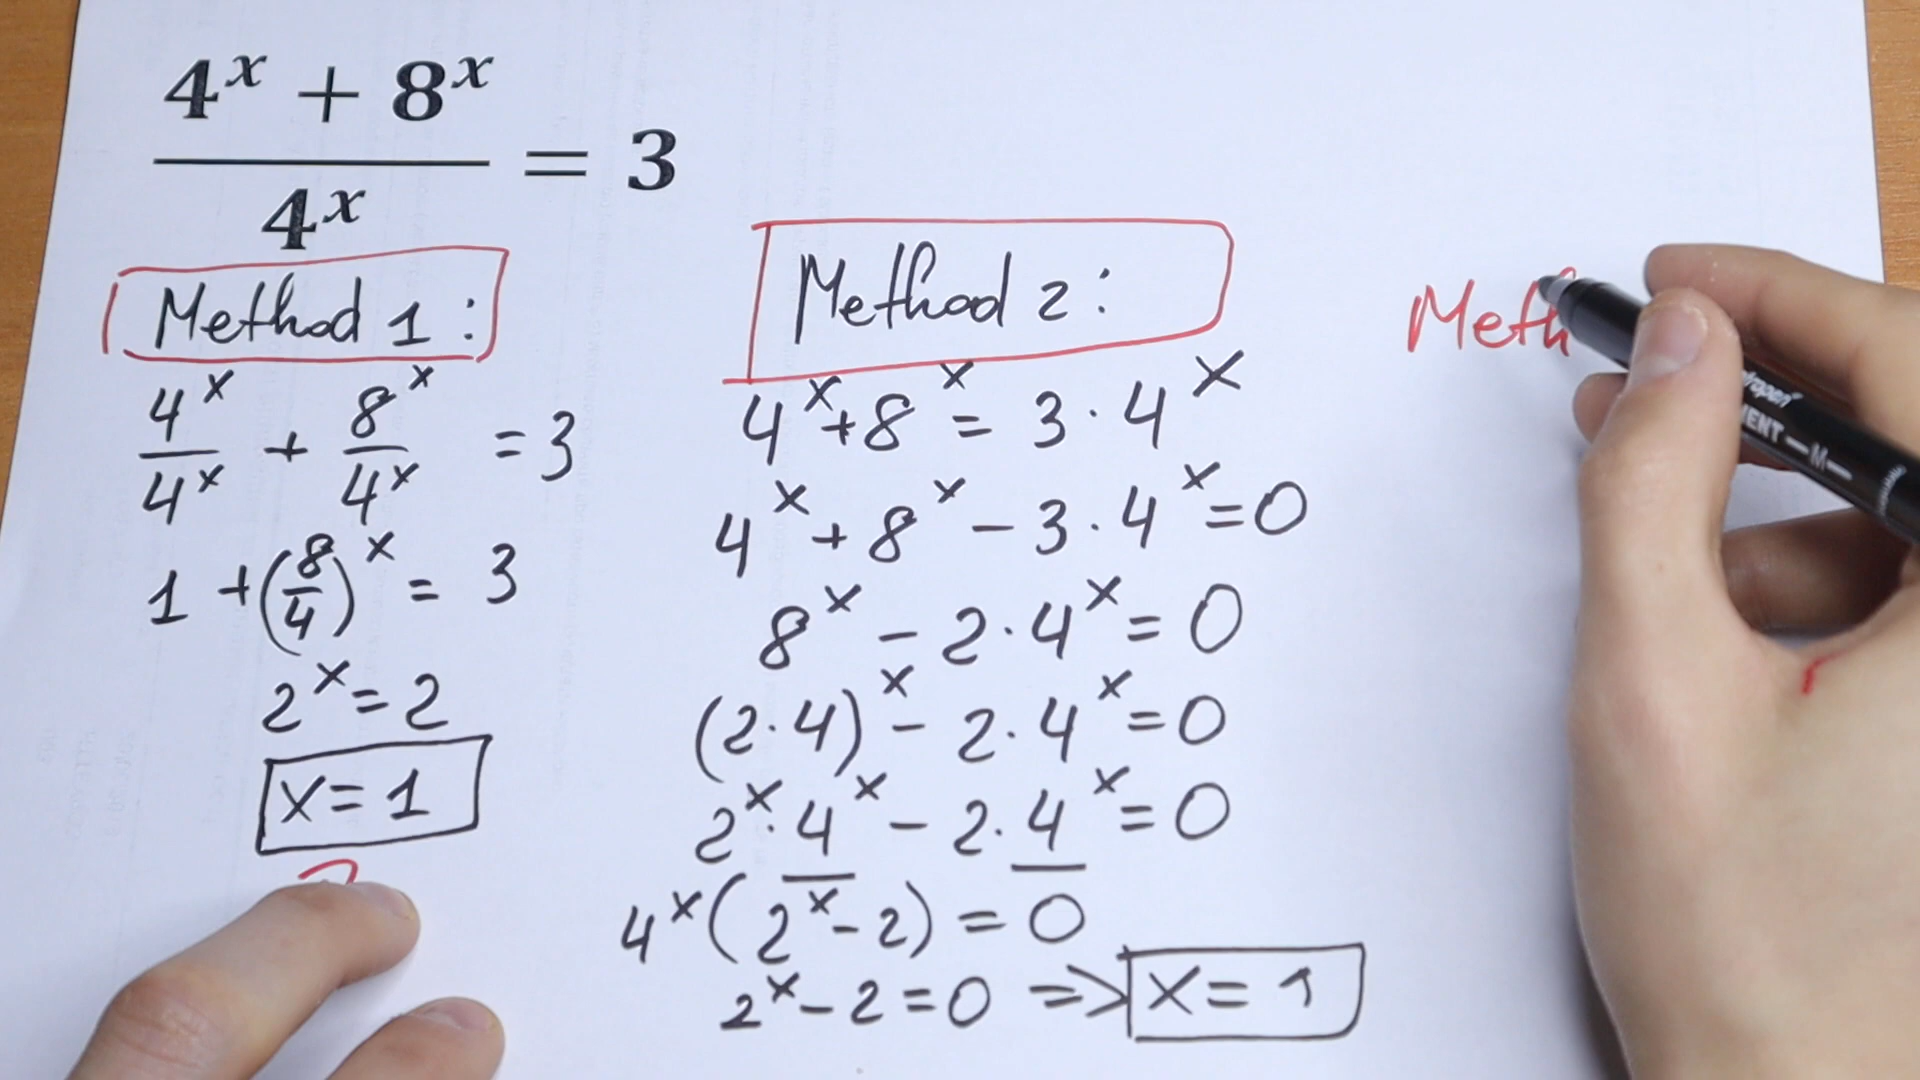 4^x + 8^x
4^x
= 3
Method 1 :
4^x/4^x + 8^x/4^x = 3
1 + (8/4)^x = 3
2^x = 2
x = 1
Method 2 :
4^x + 8^x = 3 · 4^x
4^x + 8^x - 3 · 4^x = 0
8^x - 2 · 4^x = 0
(2 · 4)^x - 2 · 4^x = 0
2^x · 4^x - 2 · 4^x = 0
4^x (2^x - 2) = 0
2^x - 2 = 0 => x = 1
Meth
—M—